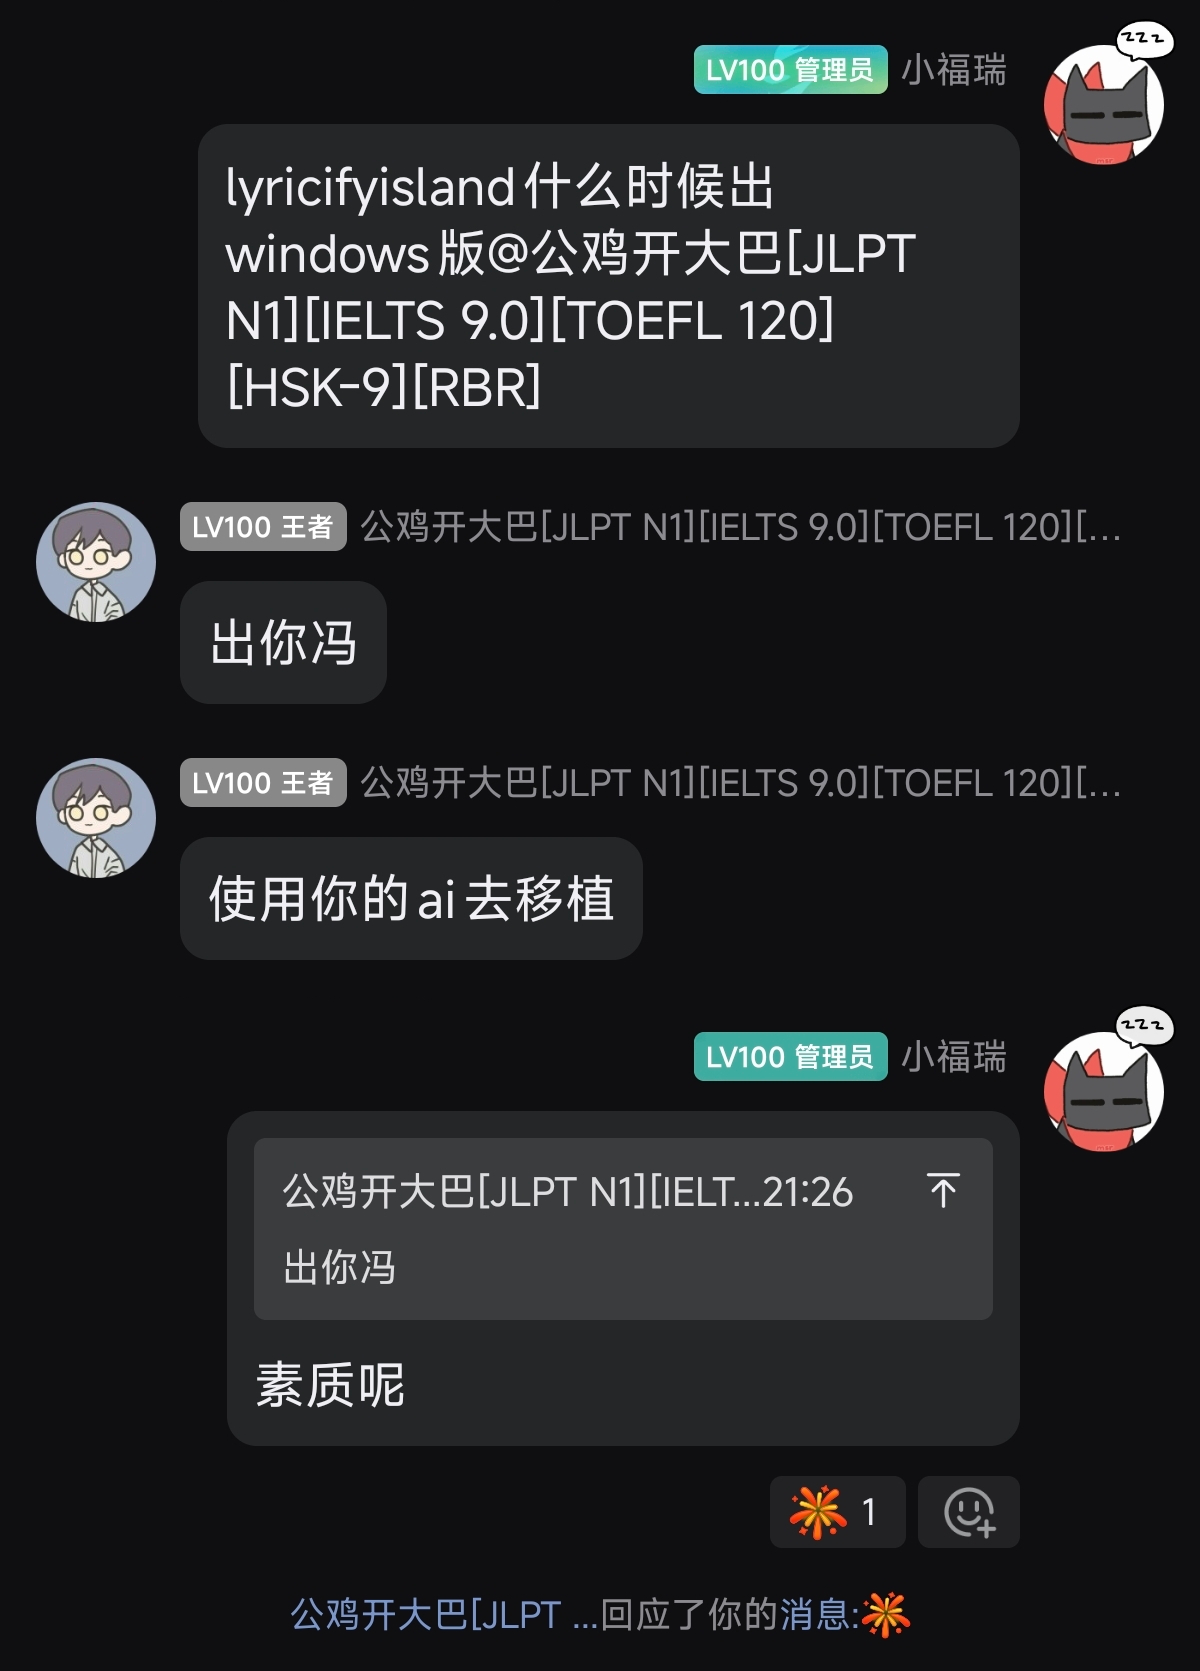 zzz
LV100 管理员 小福瑞
lyricifyisland什么时候出
windows版@公鸡开大巴[JLPT
N1][IELTS 9.0][TOEFL 120]
[HSK-9][RBR]
LV100 王者 公鸡开大巴[JLPT N1][IELTS 9.0][TOEFL 120][...
出你冯
LV100 王者 公鸡开大巴[JLPT N1][IELTS 9.0][TOEFL 120][...
使用你的ai去移植
zzz
LV100 管理员 小福瑞
公鸡开大巴[JLPT N1][IELT...21:26
出你冯
素质呢
1
公鸡开大巴[JLPT ...回应了你的消息: